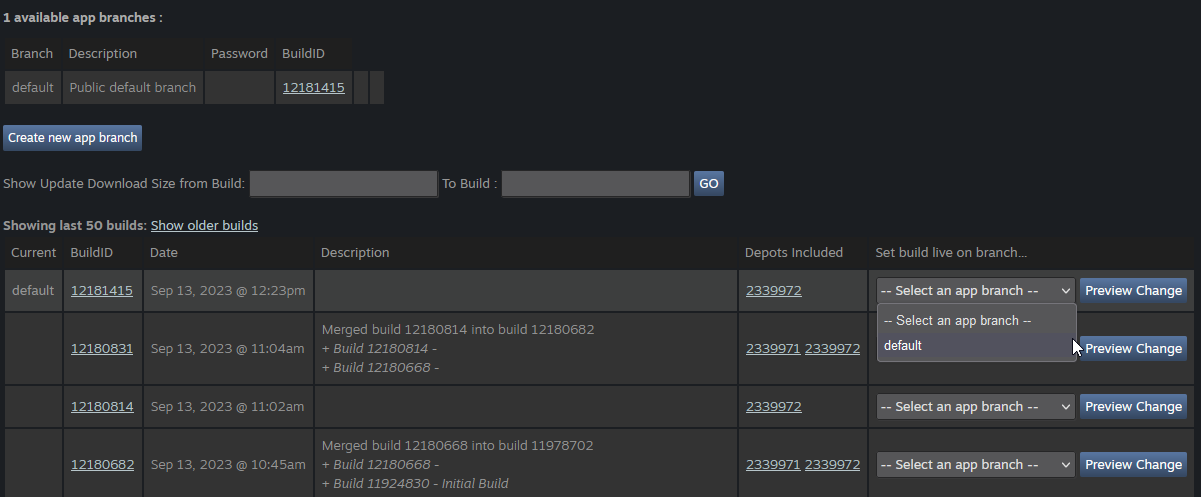 1 available app branches :
Branch Description Password BuildID
default Public default branch 12181415
Create new app branch
Show Update Download Size from Build: To Build : GO
Showing last 50 builds: Show older builds
Current BuildID Date Description Depots Included Set build live on branch...
default 12181415 Sep 13, 2023 @ 12:23pm 2339972 -- Select an app branch -- Preview Change
-- Select an app branch --
default
Merged build 12180814 into build 12180682
12180831 Sep 13, 2023 @ 11:04am + Build 12180814 - 2339971 2339972 Preview Change
+ Build 12180668 -
12180814 Sep 13, 2023 @ 11:02am 2339972 -- Select an app branch -- Preview Change
Merged build 12180668 into build 11978702
12180682 Sep 13, 2023 @ 10:45am + Build 12180668 - 2339971 2339972 -- Select an app branch -- Preview Change
+ Build 11924830 - Initial Build